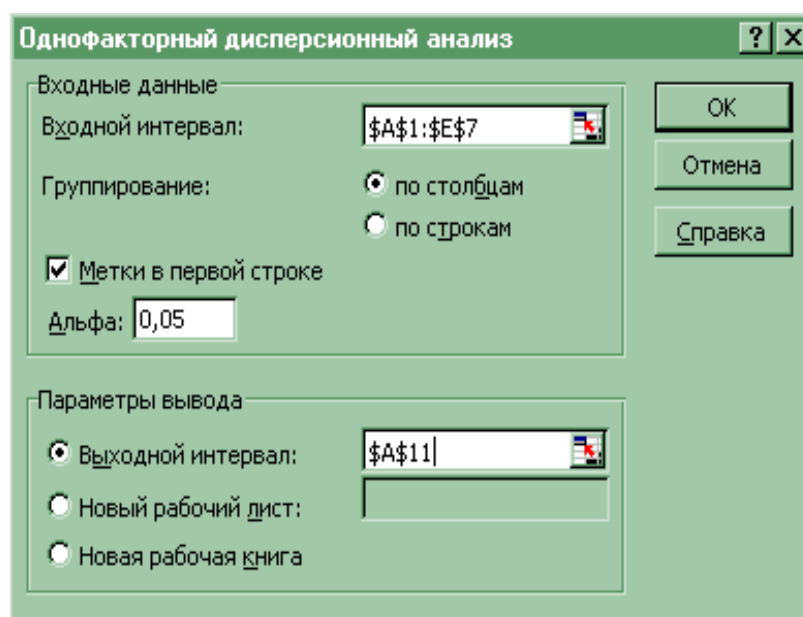 Однофакторный дисперсионный анализ
Входные данные
Входной интервал: $A$1:$E$7
Группирование: по столбцам
по строкам
Метки в первой строке
Альфа: 0,05
OK
Отмена
Справка
Параметры вывода
Выходной интервал: $A$11
Новый рабочий лист:
Новая рабочая книга